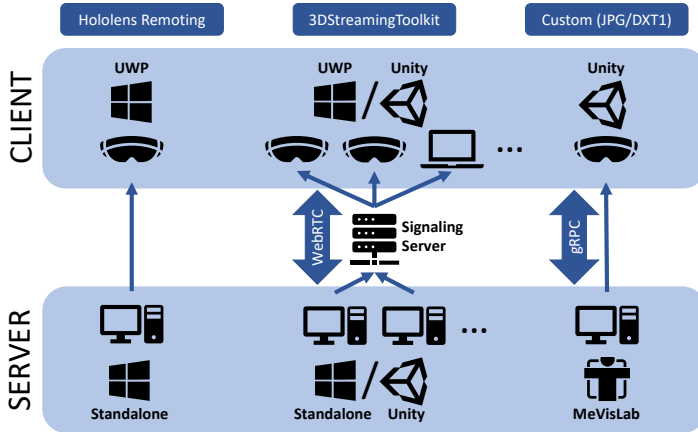 Hololens Remoting
3DStreamingToolkit
Custom (JPG/DXT1)
CLIENT
UWP
UWP
Unity
Unity
...
WebRTC
Signaling
Server
gRPC
SERVER
...
Standalone
Standalone
Unity
MeVisLab